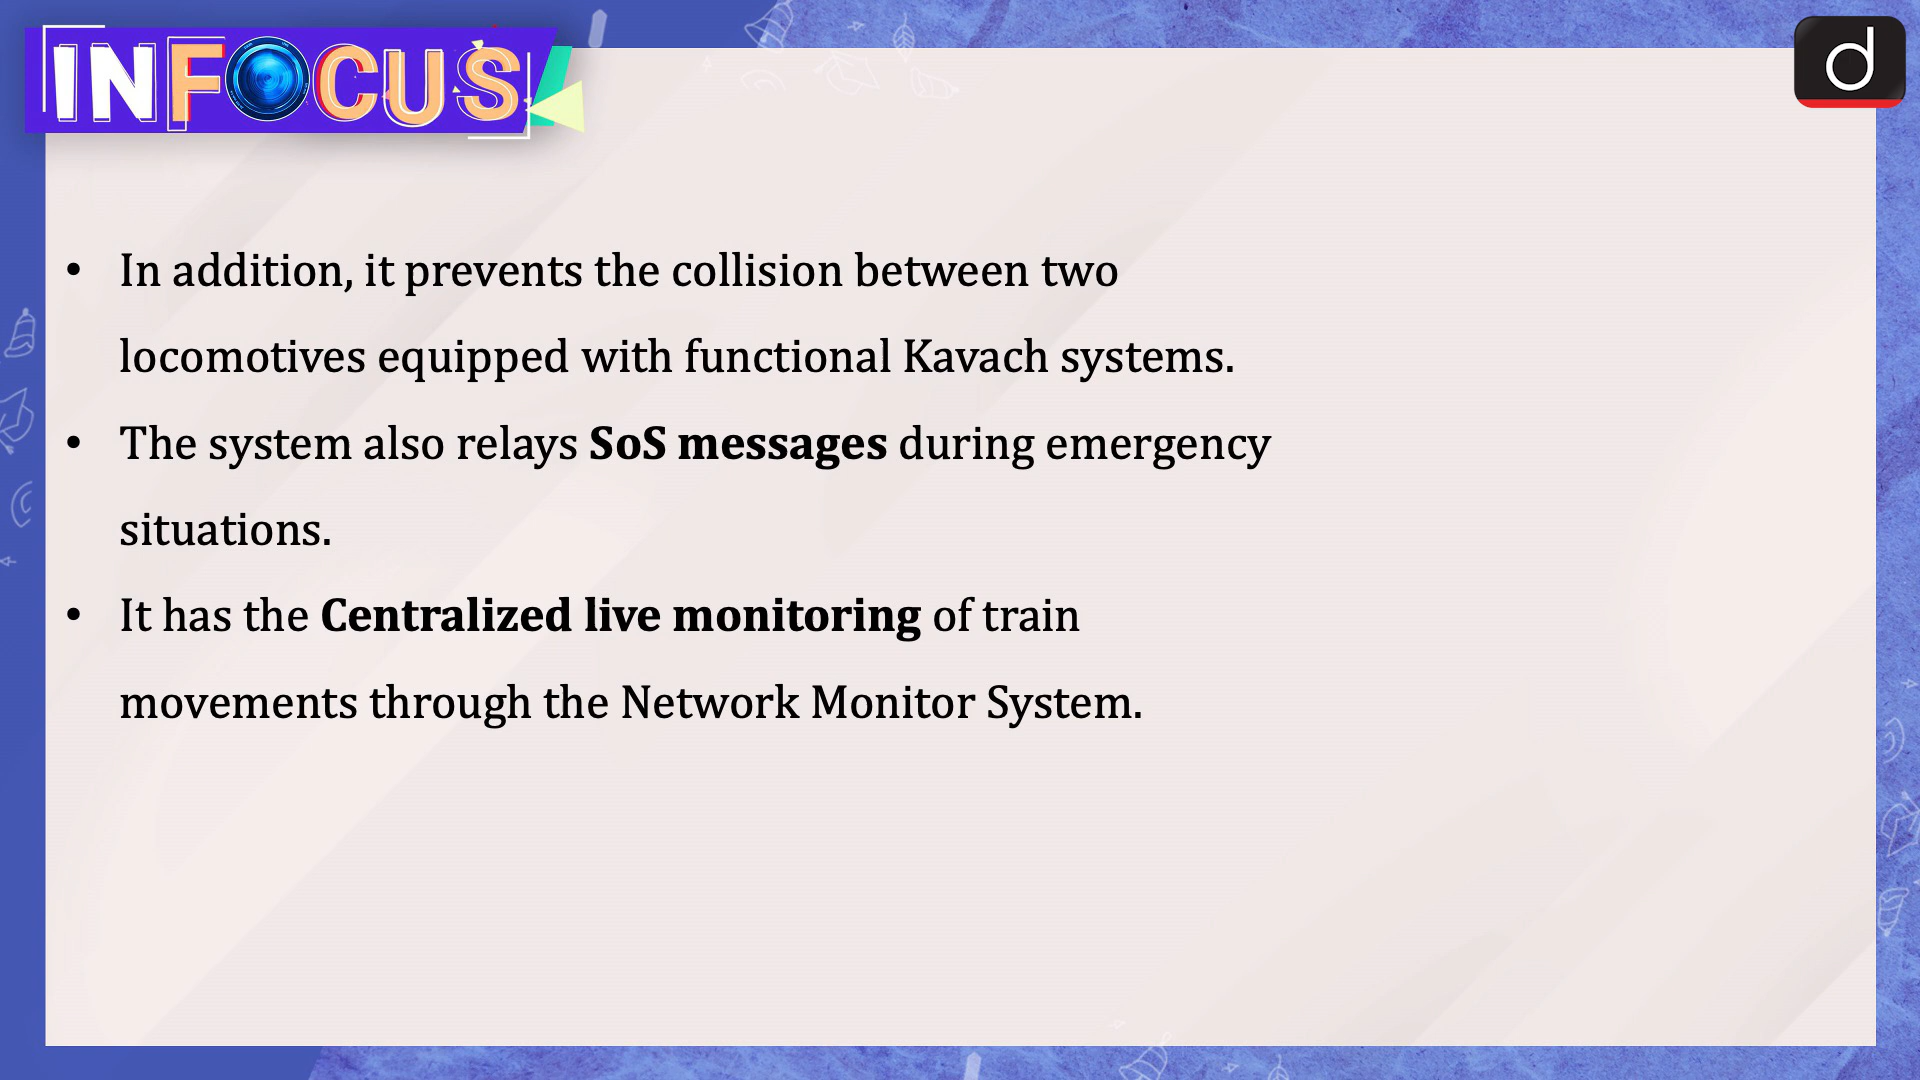 INFOCUS
d
• In addition, it prevents the collision between two
locomotives equipped with functional Kavach systems.
• The system also relays SoS messages during emergency
situations.
• It has the Centralized live monitoring of train
movements through the Network Monitor System.